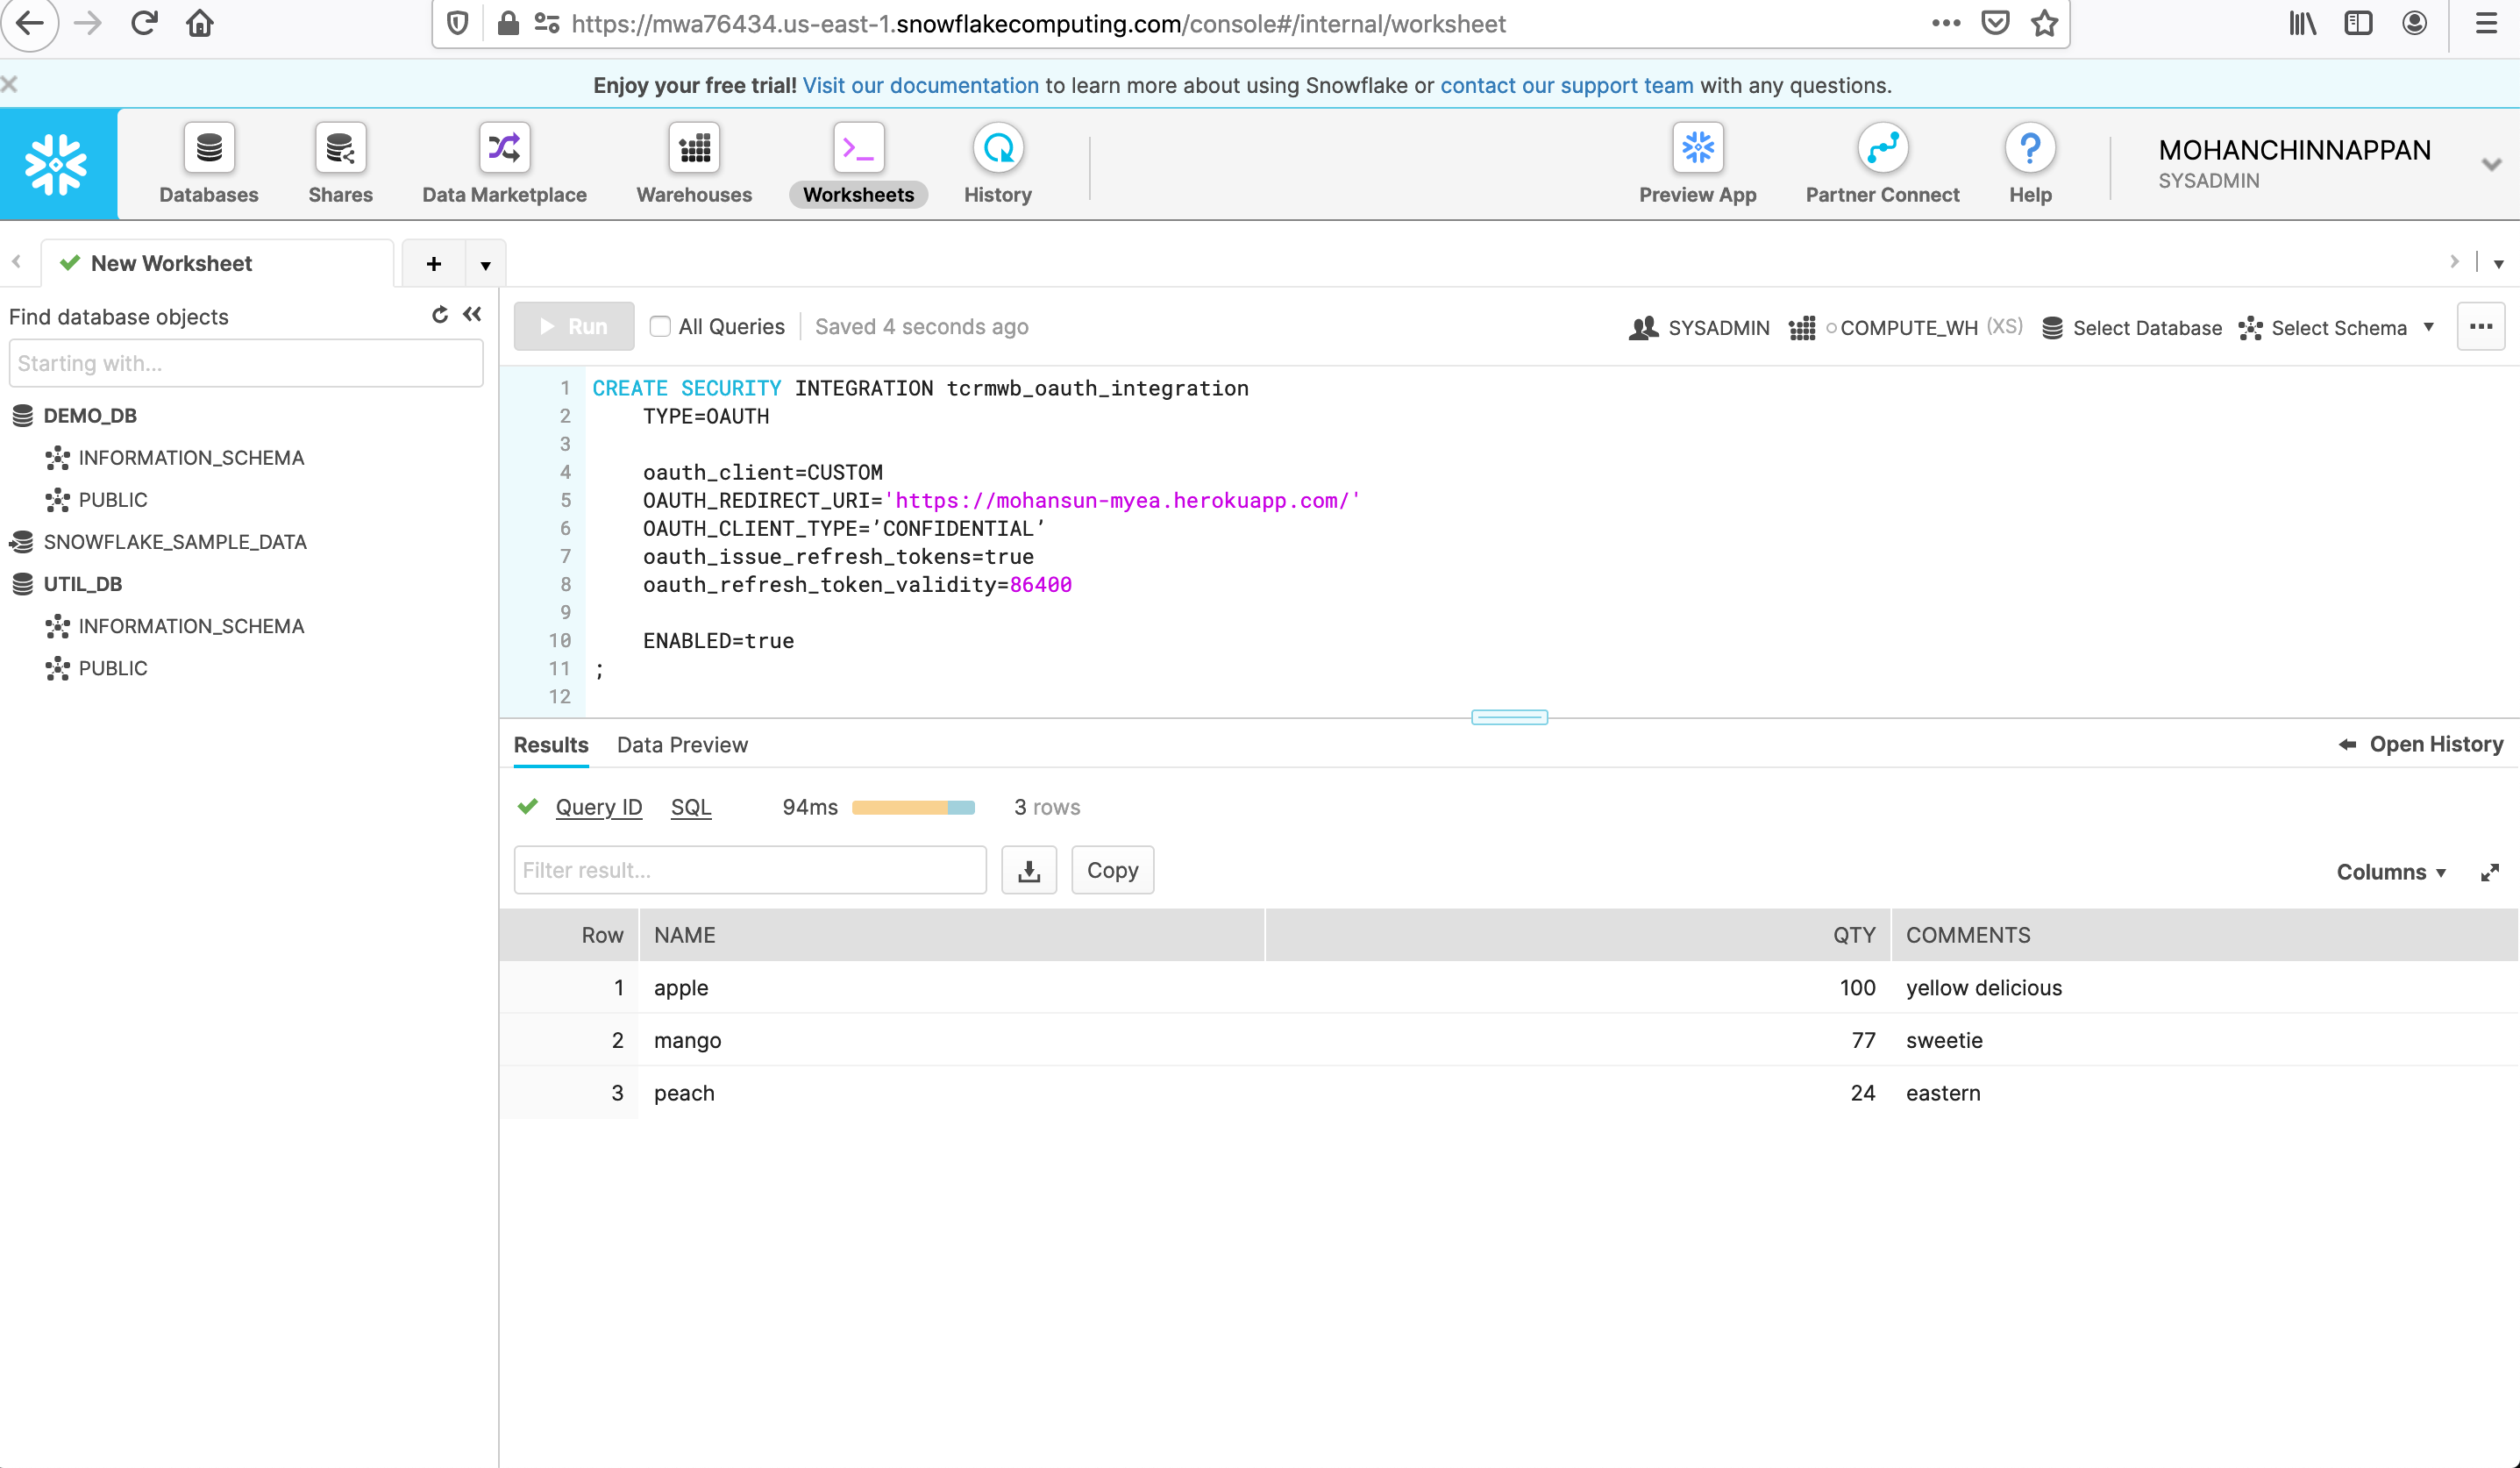 https://mwa76434.us-east-1.snowflakecomputing.com/console#/internal/worksheet
Enjoy your free trial! Visit our documentation to learn more about using Snowflake or contact our support team with any questions.
Databases Shares Data Marketplace Warehouses Worksheets History Preview App Partner Connect Help MOHANCHINNAPPAN
SYSADMIN
New Worksheet
Find database objects
Starting with...
DEMO_DB
INFORMATION_SCHEMA
PUBLIC
SNOWFLAKE_SAMPLE_DATA
UTIL_DB
INFORMATION_SCHEMA
PUBLIC
Run All Queries Saved 4 seconds ago SYSADMIN COMPUTE_WH (XS) Select Database Select Schema
1 CREATE SECURITY INTEGRATION tcrmwb_oauth_integration
2 TYPE=OAUTH
3
4 oauth_client=CUSTOM
5 OAUTH_REDIRECT_URI='https://mohansun-myea.herokuapp.com/'
6 OAUTH_CLIENT_TYPE=’CONFIDENTIAL’
7 oauth_issue_refresh_tokens=true
8 oauth_refresh_token_validity=86400
9
10 ENABLED=true
11 ;
12
Results Data Preview Open History
Query ID SQL 94ms 3 rows
Filter result... Copy Columns
Row NAME QTY COMMENTS
1 apple 100 yellow delicious
2 mango 77 sweetie
3 peach 24 eastern